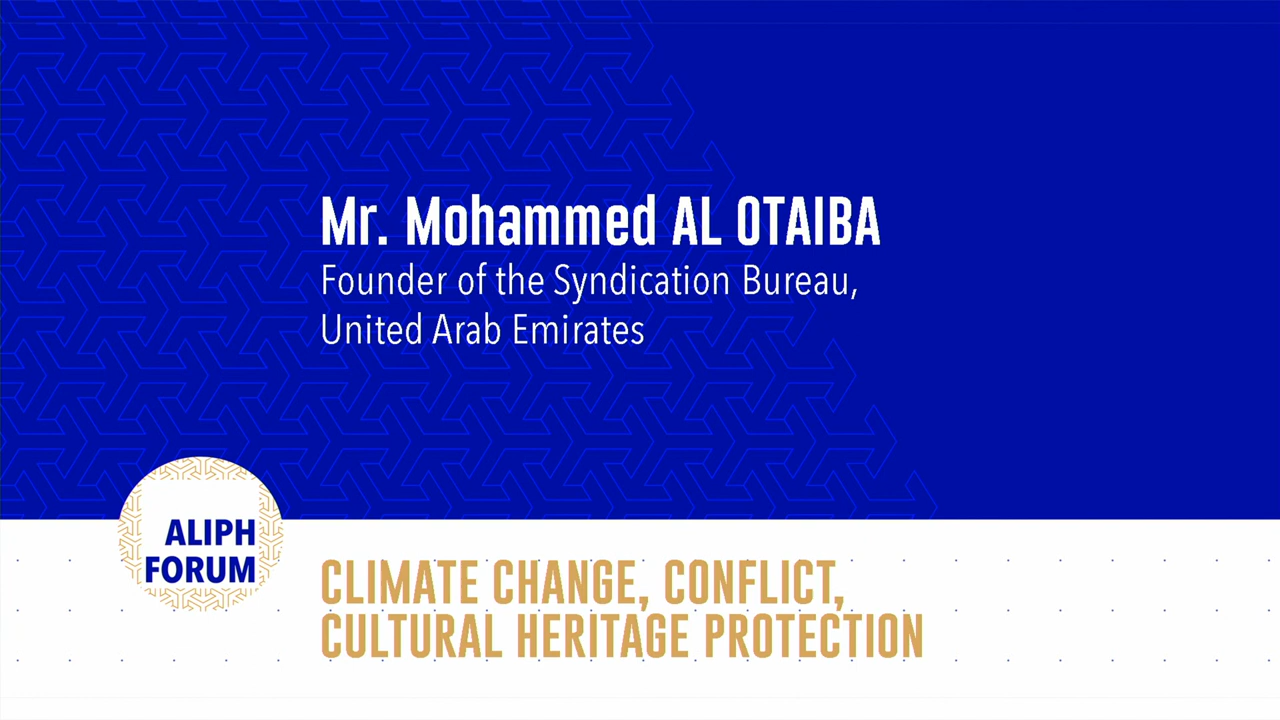 Mr. Mohammed AL OTAIBA
Founder of the Syndication Bureau,
United Arab Emirates
ALIPH
FORUM
CLIMATE CHANGE, CONFLICT,
CULTURAL HERITAGE PROTECTION